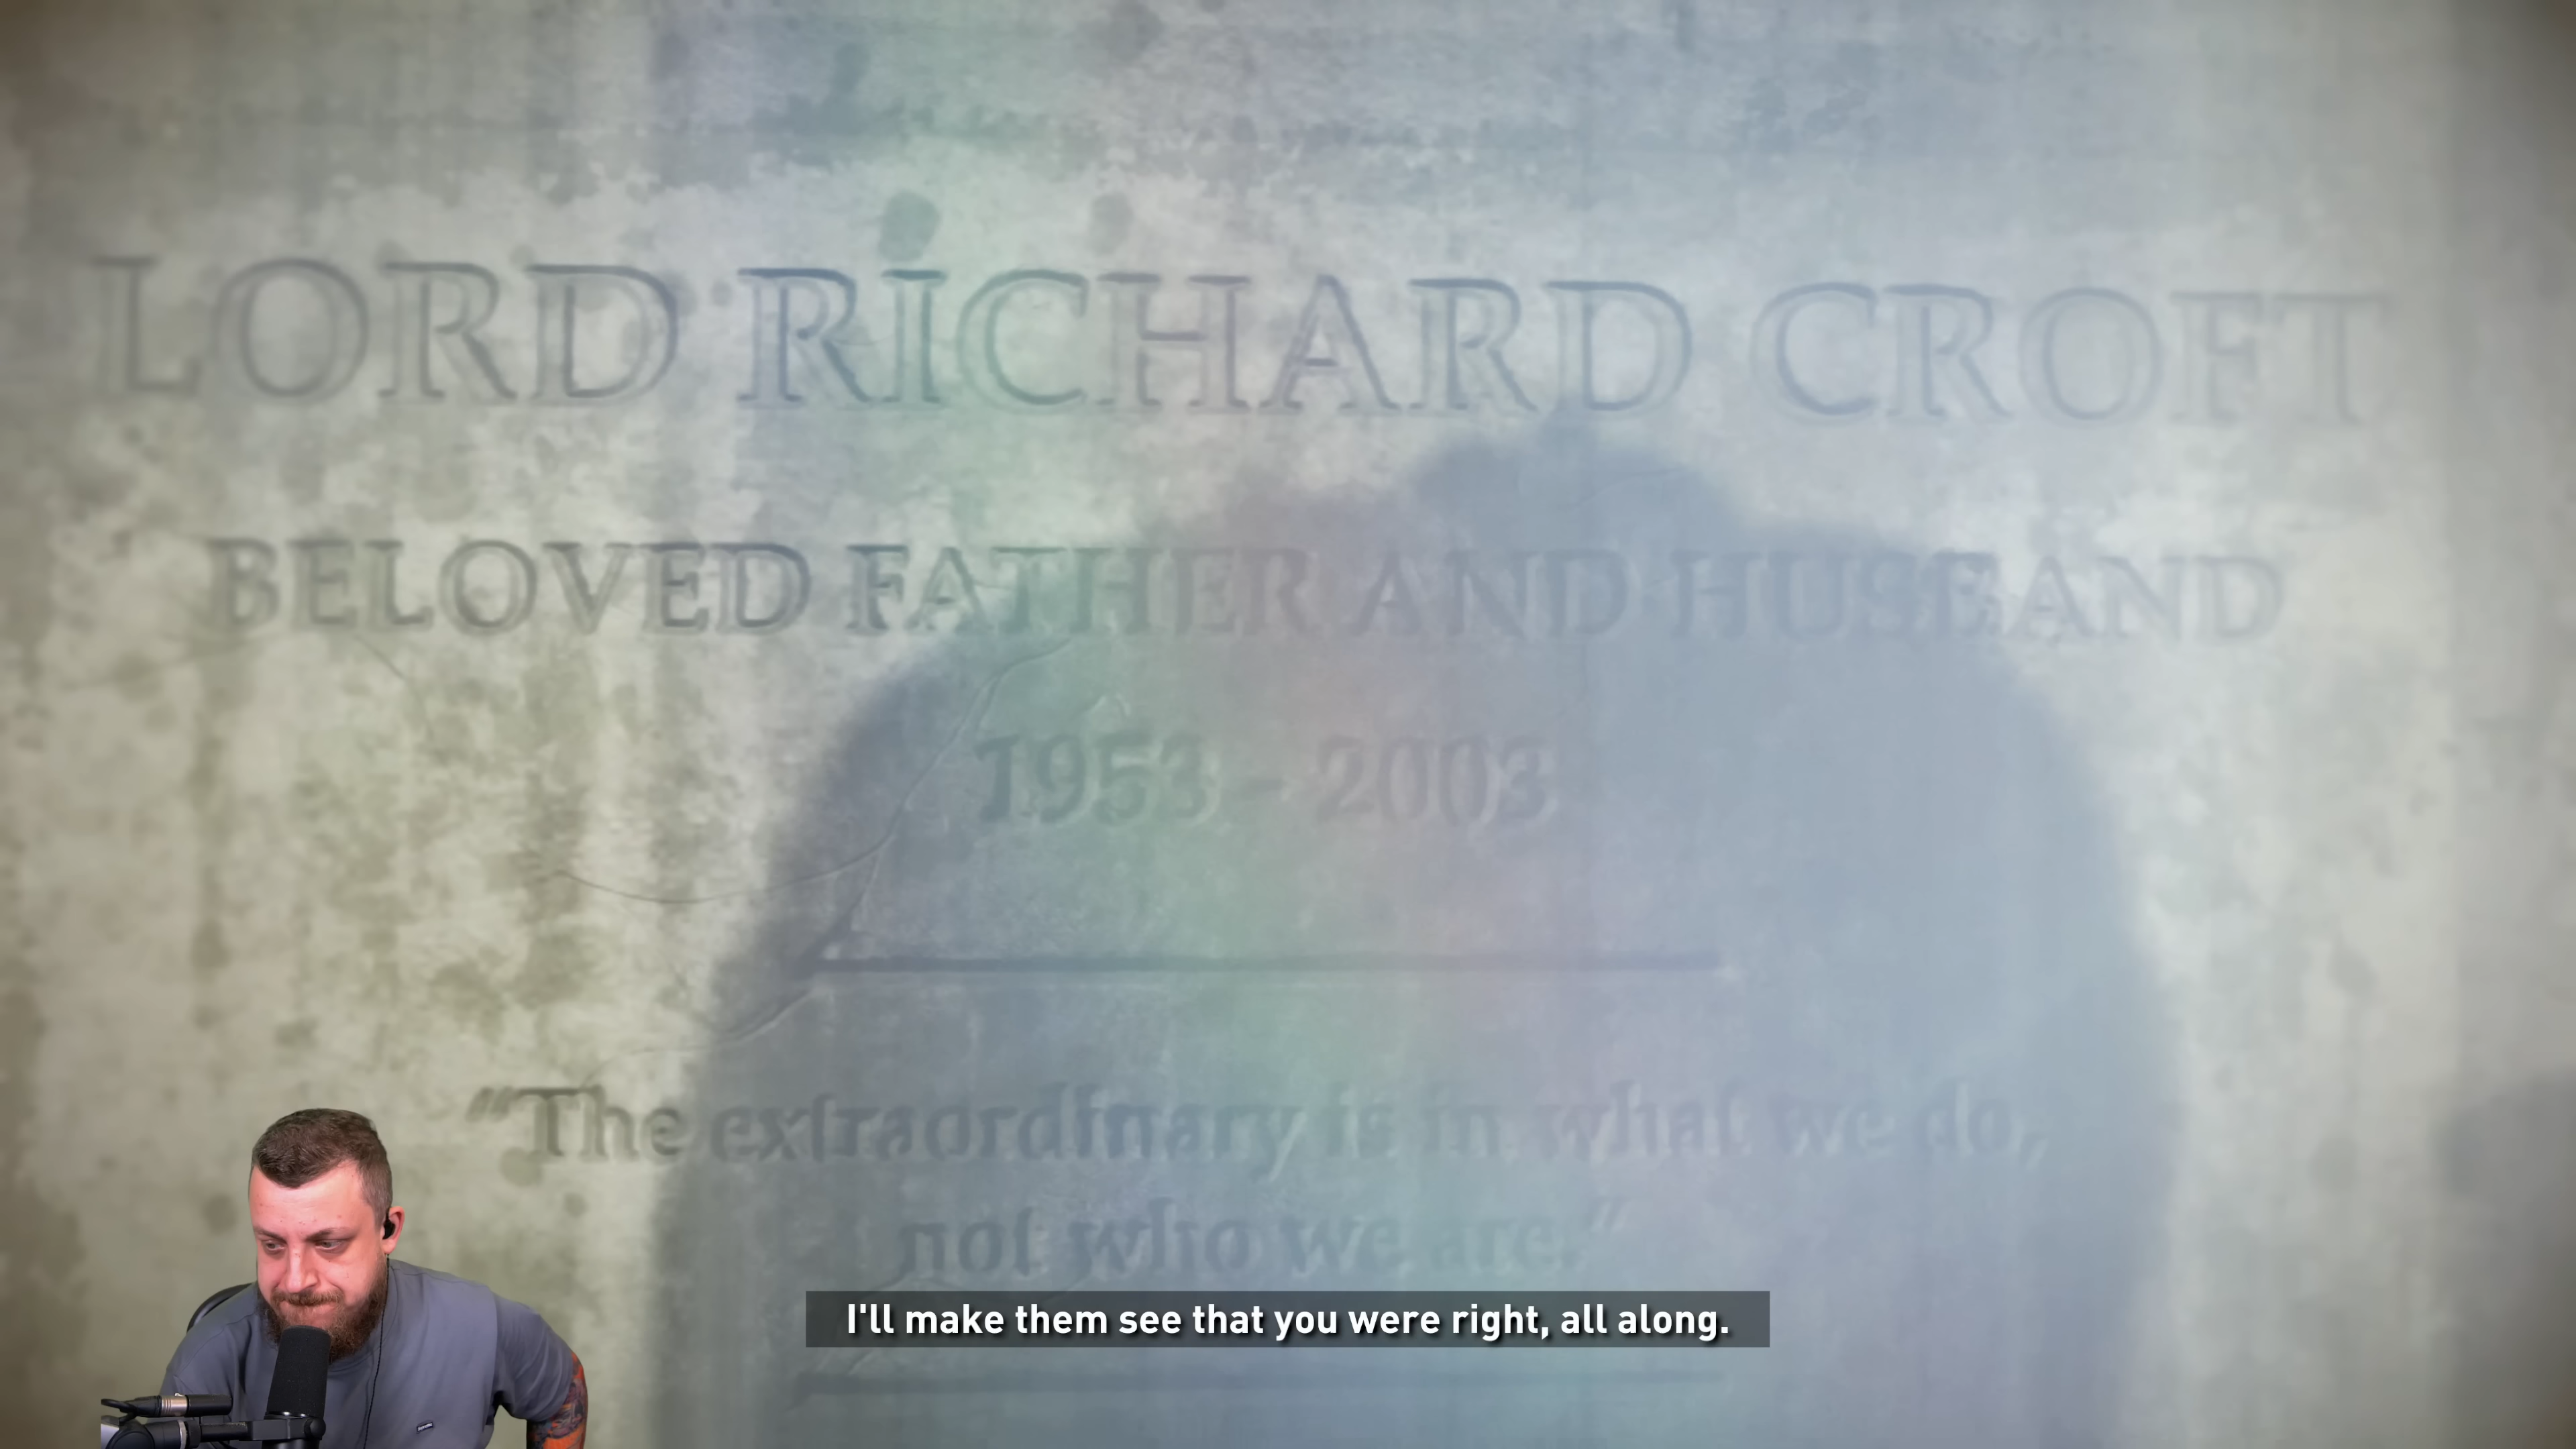 LORD RICHARD CROFT
BELOVED FATHER AND HUSBAND
1953 - 2003
"The extraordinary is in what we do,
not who we are."
I'll make them see that you were right, all along.